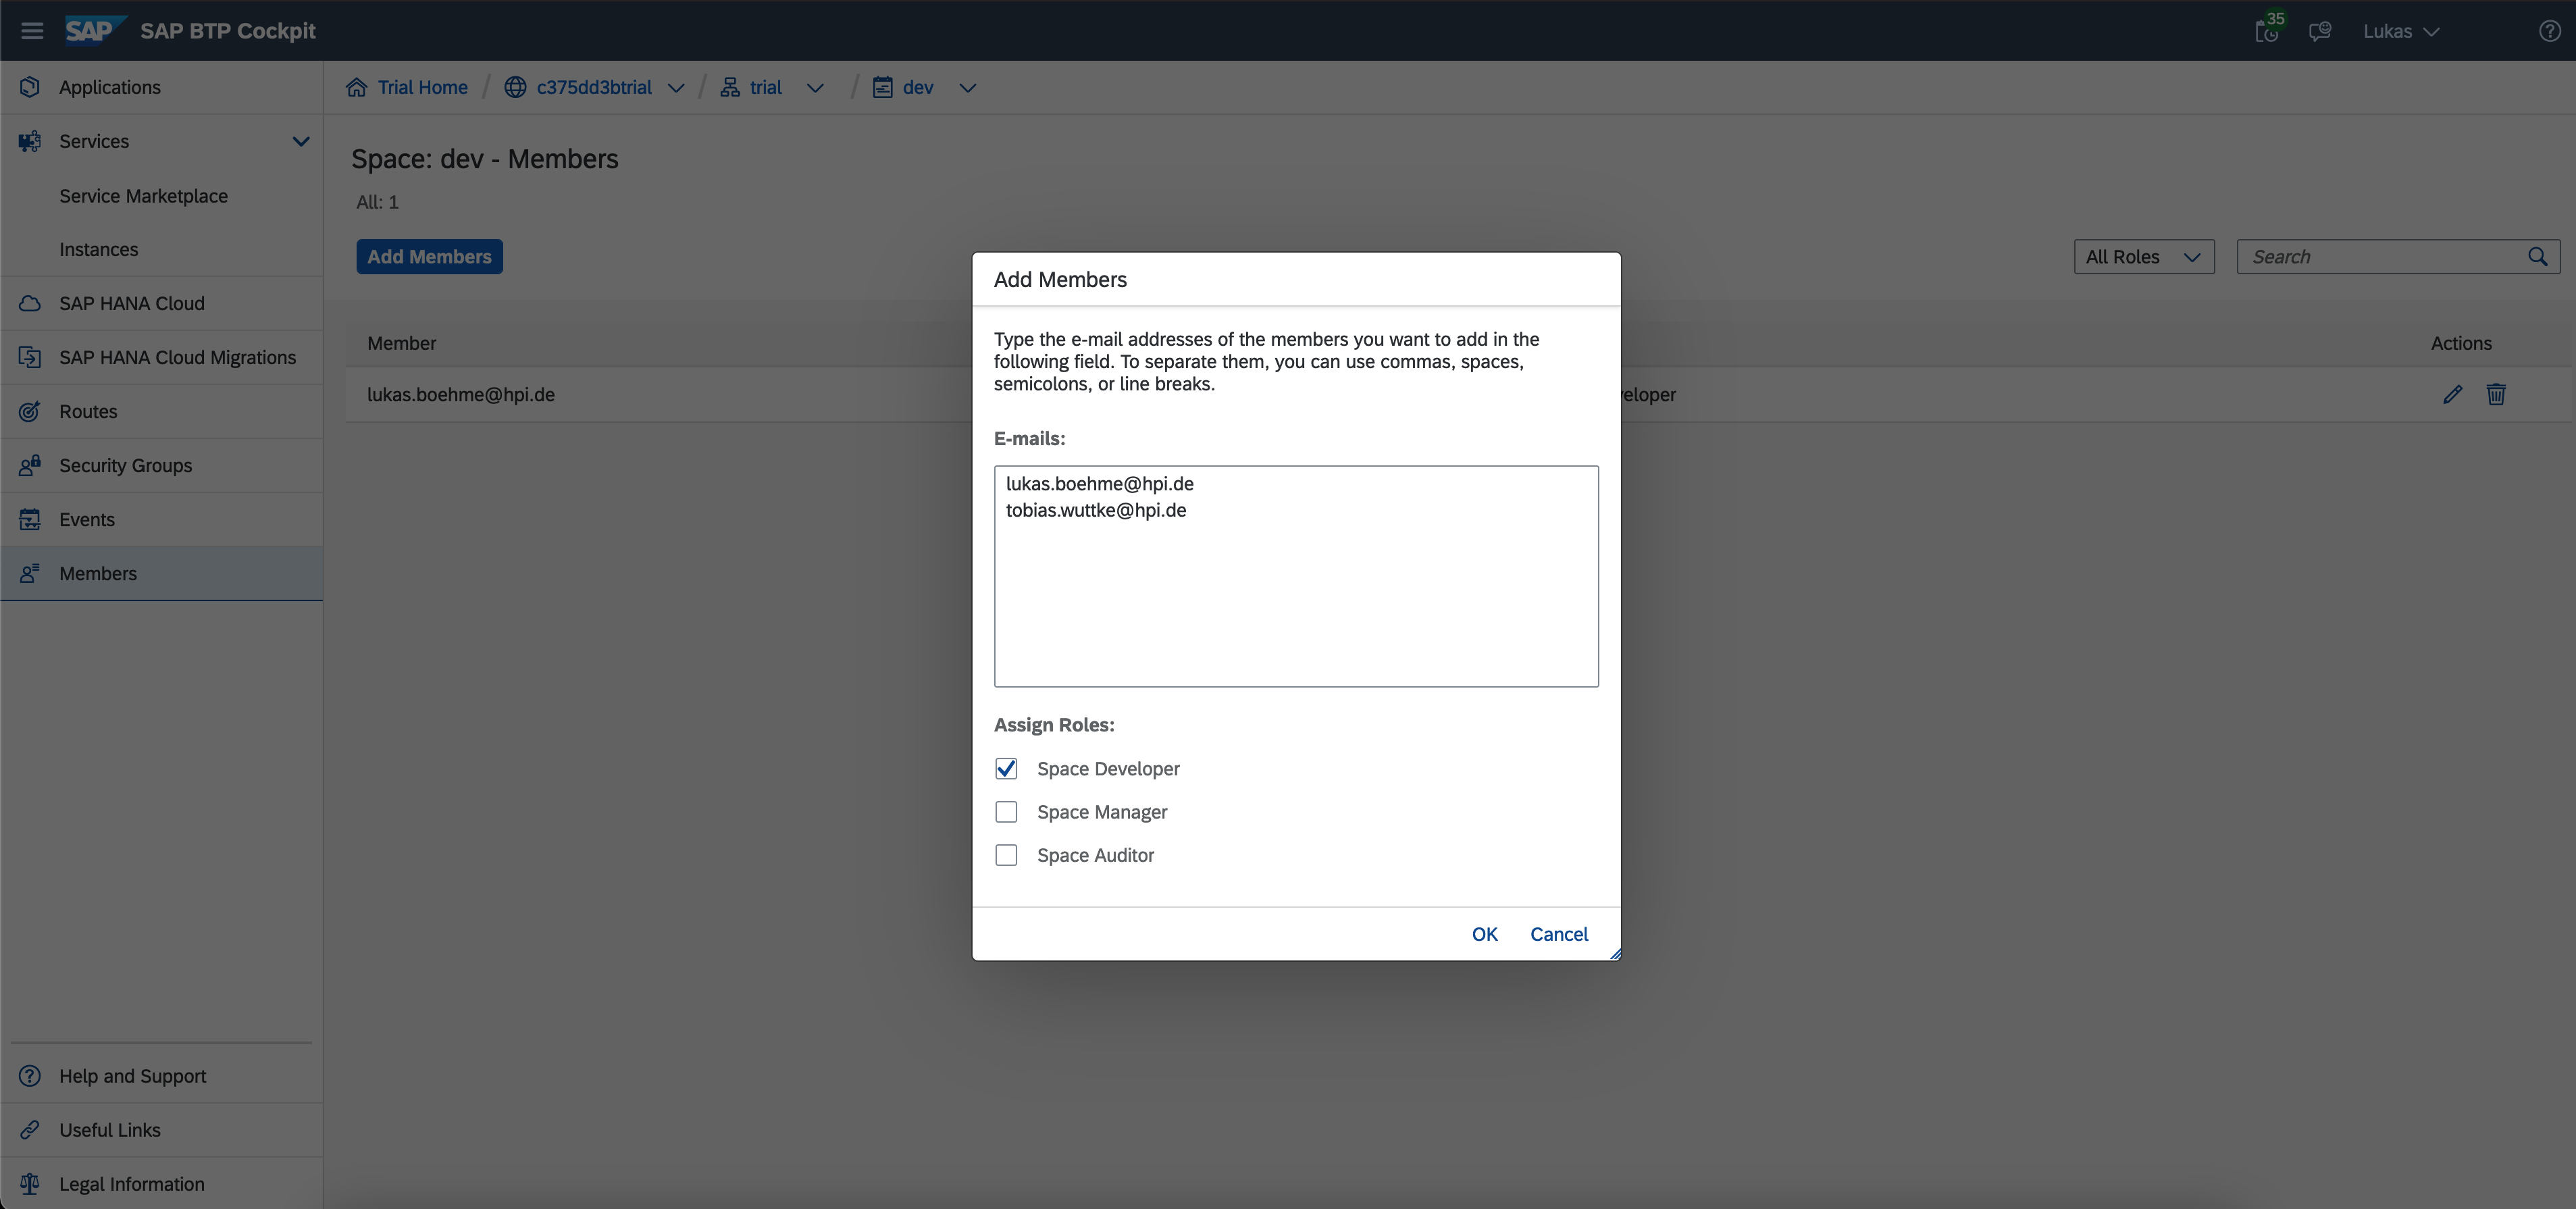 SAP SAP BTP Cockpit 35 Lukas
Applications
Services
Service Marketplace
Instances
SAP HANA Cloud
SAP HANA Cloud Migrations
Routes
Security Groups
Events
Members
Help and Support
Useful Links
Legal Information
Trial Home / c375dd3btrial / trial / dev
Space: dev - Members
All: 1
Add Members
All Roles
Search
Member
Actions
lukas.boehme@hpi.de
eloper
Add Members
Type the e-mail addresses of the members you want to add in the
following field. To separate them, you can use commas, spaces,
semicolons, or line breaks.
E-mails:
lukas.boehme@hpi.de
tobias.wuttke@hpi.de
Assign Roles:
Space Developer
Space Manager
Space Auditor
OK Cancel